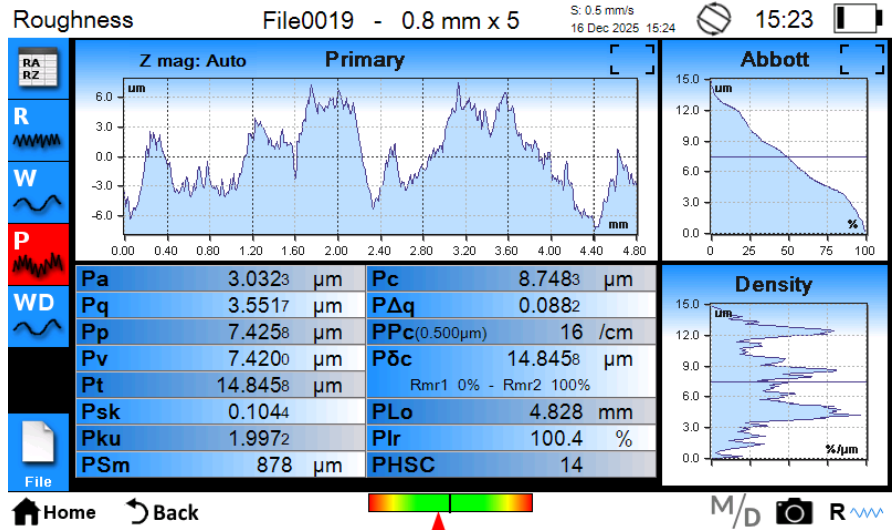 Roughness
File0019 - 0.8 mm x 5
S: 0.5 mm/s
16 Dec 2025 15:24
15:23
RA
RZ
R
W
P
WD
File
Z mag: Auto
Primary
um
6.0
3.0
0.0
-3.0
-6.0
mm
0.00 0.40 0.80 1.20 1.60 2.00 2.40 2.80 3.20 3.60 4.00 4.40 4.80
Abbott
15.0
um
12.0
9.0
6.0
3.0
0.0
%
0 25 50 75 100
Pa 3.0323 µm
Pq 3.5517 µm
Pp 7.4258 µm
Pv 7.4200 µm
Pt 14.8458 µm
Psk 0.1044
Pku 1.9972
PSm 878 µm
Pc 8.7483 µm
PΔq 0.0882
PPc(0.500µm) 16 /cm
Pδc 14.8458 µm
Rmr1 0% - Rmr2 100%
PLo 4.828 mm
Plr 100.4 %
PHSC 14
Density
15.0
um
12.0
9.0
6.0
3.0
0.0
%/µm
0 25 50 75 100
Home
Back
M/D
R